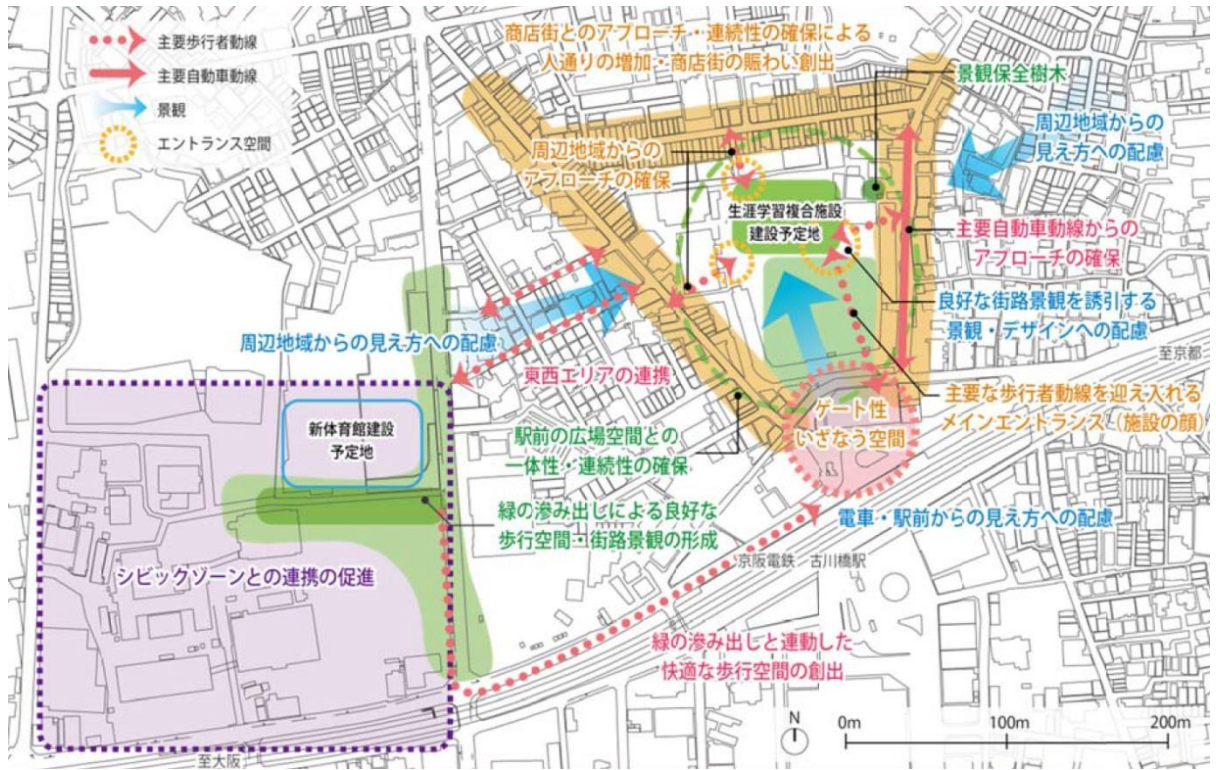 主要歩行者動線
主要自動車動線
景観
エントランス空間
商店街とのアプローチ・連続性の確保による
人通りの増加・商店街の賑わい創出
景観保全樹木
周辺地域からの
見え方への配慮
周辺地域からの
アプローチの確保
生涯学習複合施設
建設予定地
主要自動車動線からの
アプローチの確保
良好な街路景観を誘引する
景観・デザインへの配慮
周辺地域からの見え方への配慮
至京都
東西エリアの連携
主要な歩行者動線を迎え入れる
メインエントランス（施設の顔）
ゲート性
いざなう空間
新体育館建設
予定地
駅前の広場空間との
一体性・連続性の確保
緑の滲み出しによる良好な
歩行空間・街路景観の形成
電車・駅前からの見え方への配慮
京阪電鉄 古川橋駅
シビックゾーンとの連携の促進
緑の滲み出しと連動した
快適な歩行空間の創出
N
0m 100m 200m
至大阪